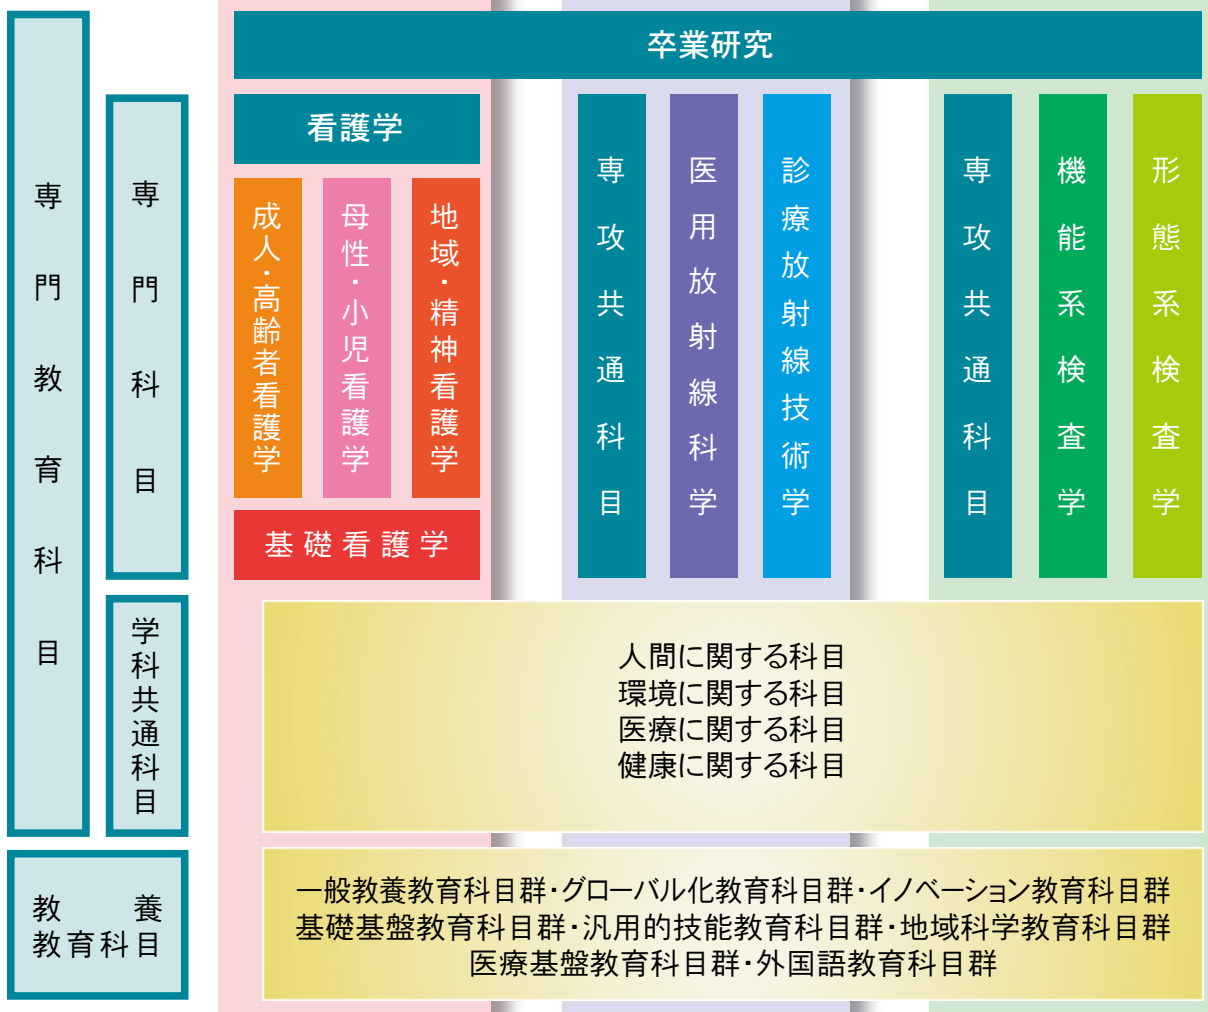 専門教育科目
専門科目
学科共通科目
教養
教育科目
卒業研究
看護学
成人・高齢者看護学
母性・小児看護学
地域・精神看護学
基礎看護学
専攻共通科目
医用放射線科学
診療放射線技術学
専攻共通科目
機能系検査学
形態系検査学
人間に関する科目
環境に関する科目
医療に関する科目
健康に関する科目
一般教養教育科目群・グローバル化教育科目群・イノベーション教育科目群
基礎基盤教育科目群・汎用的技能教育科目群・地域科学教育科目群
医療基盤教育科目群・外国語教育科目群